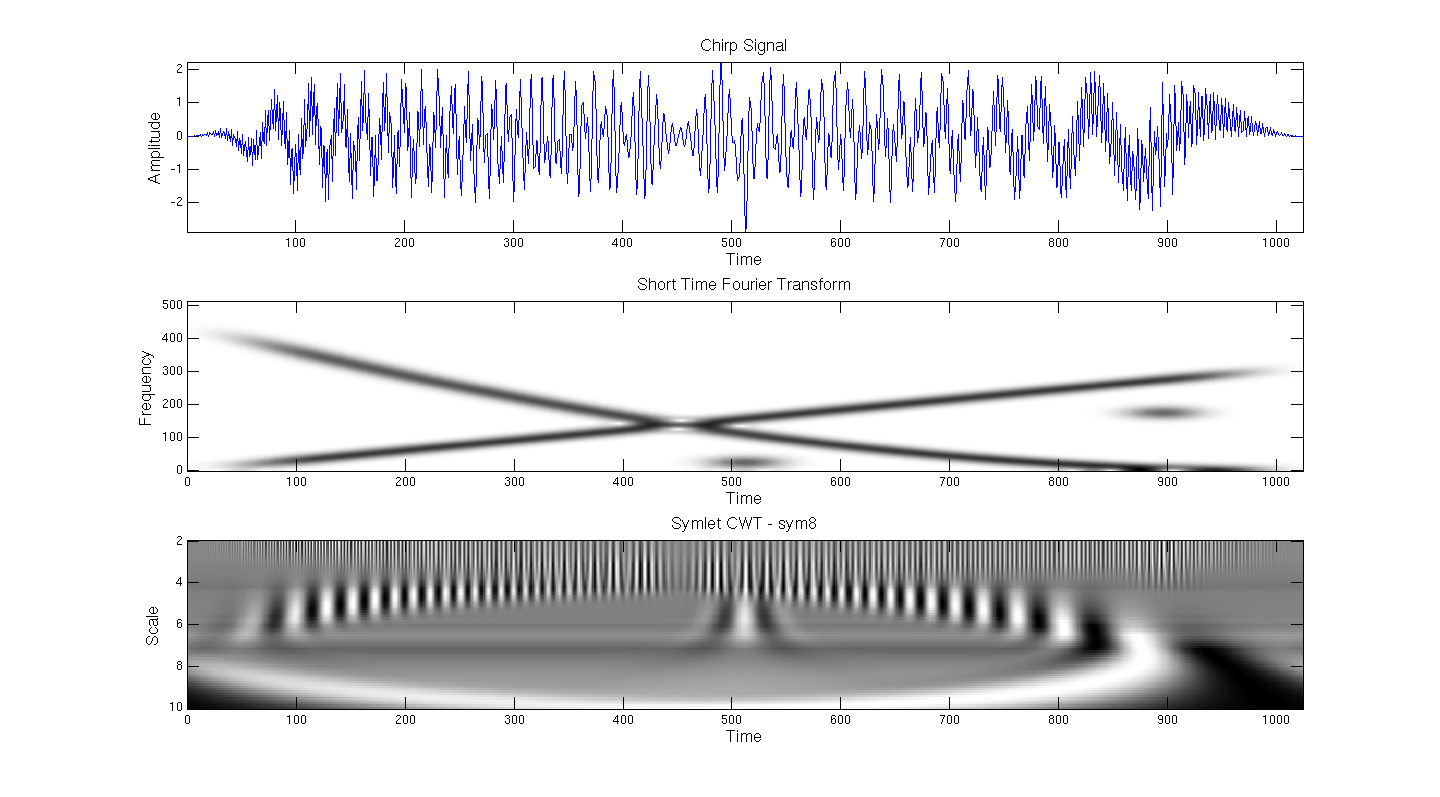 Chirp Signal
2
1
0
-1
-2
Amplitude
100 200 300 400 500 600 700 800 900 1000
Time
Short Time Fourier Transform
500
400
300
200
100
0
Frequency
0 100 200 300 400 500 600 700 800 900 1000
Time
Symlet CWT - sym8
2
4
6
8
10
Scale
0 100 200 300 400 500 600 700 800 900 1000
Time